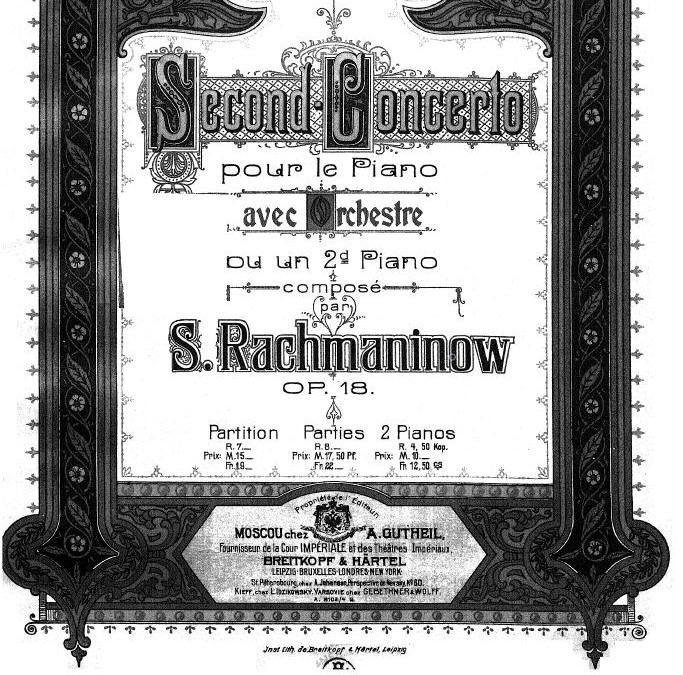 Second Concerto
pour le Piano
avec Orchestre
ou un 2d Piano
composé
par
S. Rachmaninow
OP. 18.
Partition Parties 2 Pianos
R. 7._ R. 8._ R. 4, 50 Kop.
Prix: M. 15._ Prix: M. 17, 50 Pf. Prix: M. 10._
Fr. 19._ Fr. 22._ Fr. 12, 50 cs
Propriété de l'Editeur
MOSCOU chez A. GUTHEIL,
Fournisseur de la Cour IMPÉRIALE et des Théâtres Impériaux,
BREITKOPF & HÄRTEL
LEIPZIG·BRUXELLES·LONDRES·NEW YORK
St. Pétersbourg, chez A. Johansen, Perspective de Nevsky, No 60.
KIEFF, chez L. IDZIKOWSKY. VARSOVIE chez GEBETHNER & WOLFF.
Inst Lith. de Breitkopf & Härtel, Leipzig